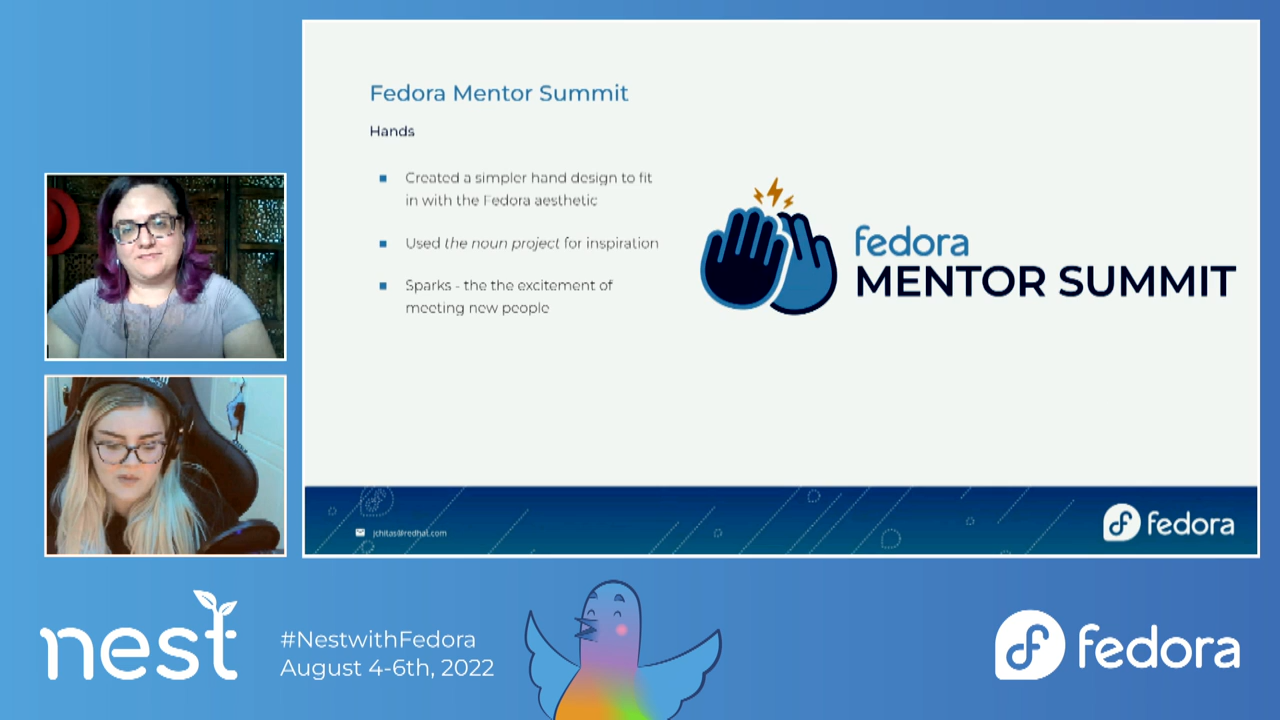 Fedora Mentor Summit
Hands
Created a simpler hand design to fit
in with the Fedora aesthetic
Used the noun project for inspiration
Sparks - the the excitement of
meeting new people
fedora
MENTOR SUMMIT
jchitas@redhat.com
fedora
nest
#NestwithFedora
August 4-6th, 2022
fedora